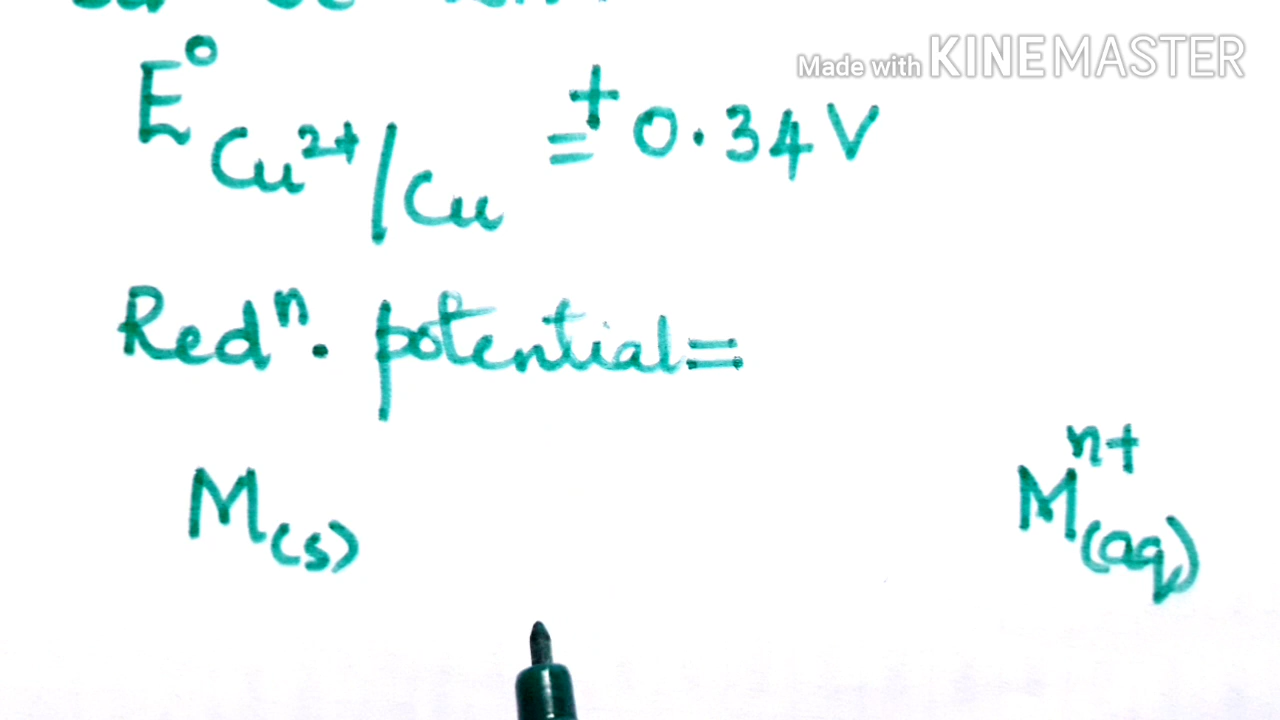 Made with KINEMASTER
E° Cu²⁺/Cu = +0.34V
Redⁿ. potential=
M(s) Mⁿ⁺(aq)